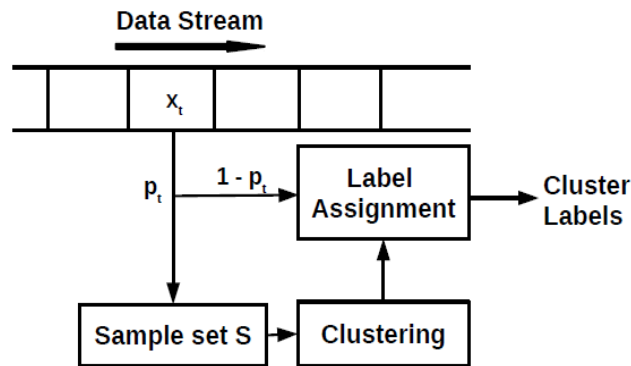 Data Stream
x_t
p_t
1 - p_t
Label
Assignment
Cluster
Labels
Sample set S
Clustering